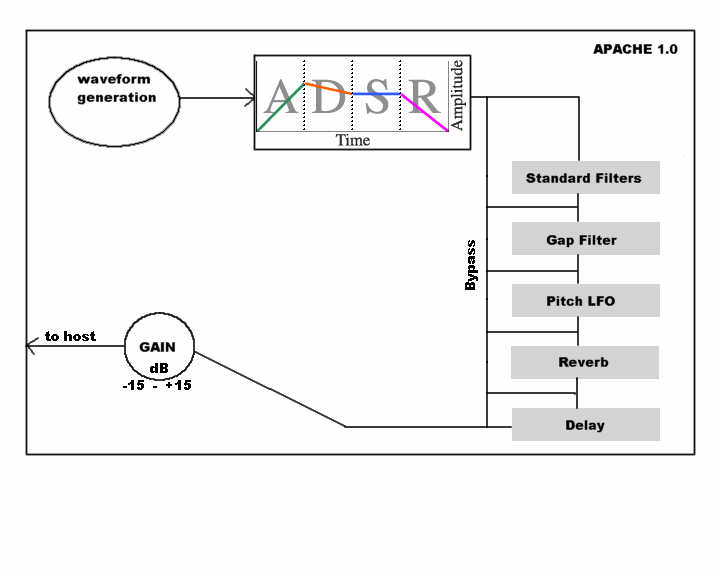 APACHE 1.0
waveform
generation
A D S R
Amplitude
Time
Standard Filters
Gap Filter
Bypass
Pitch LFO
Reverb
Delay
to host
GAIN
dB
-15 - +15